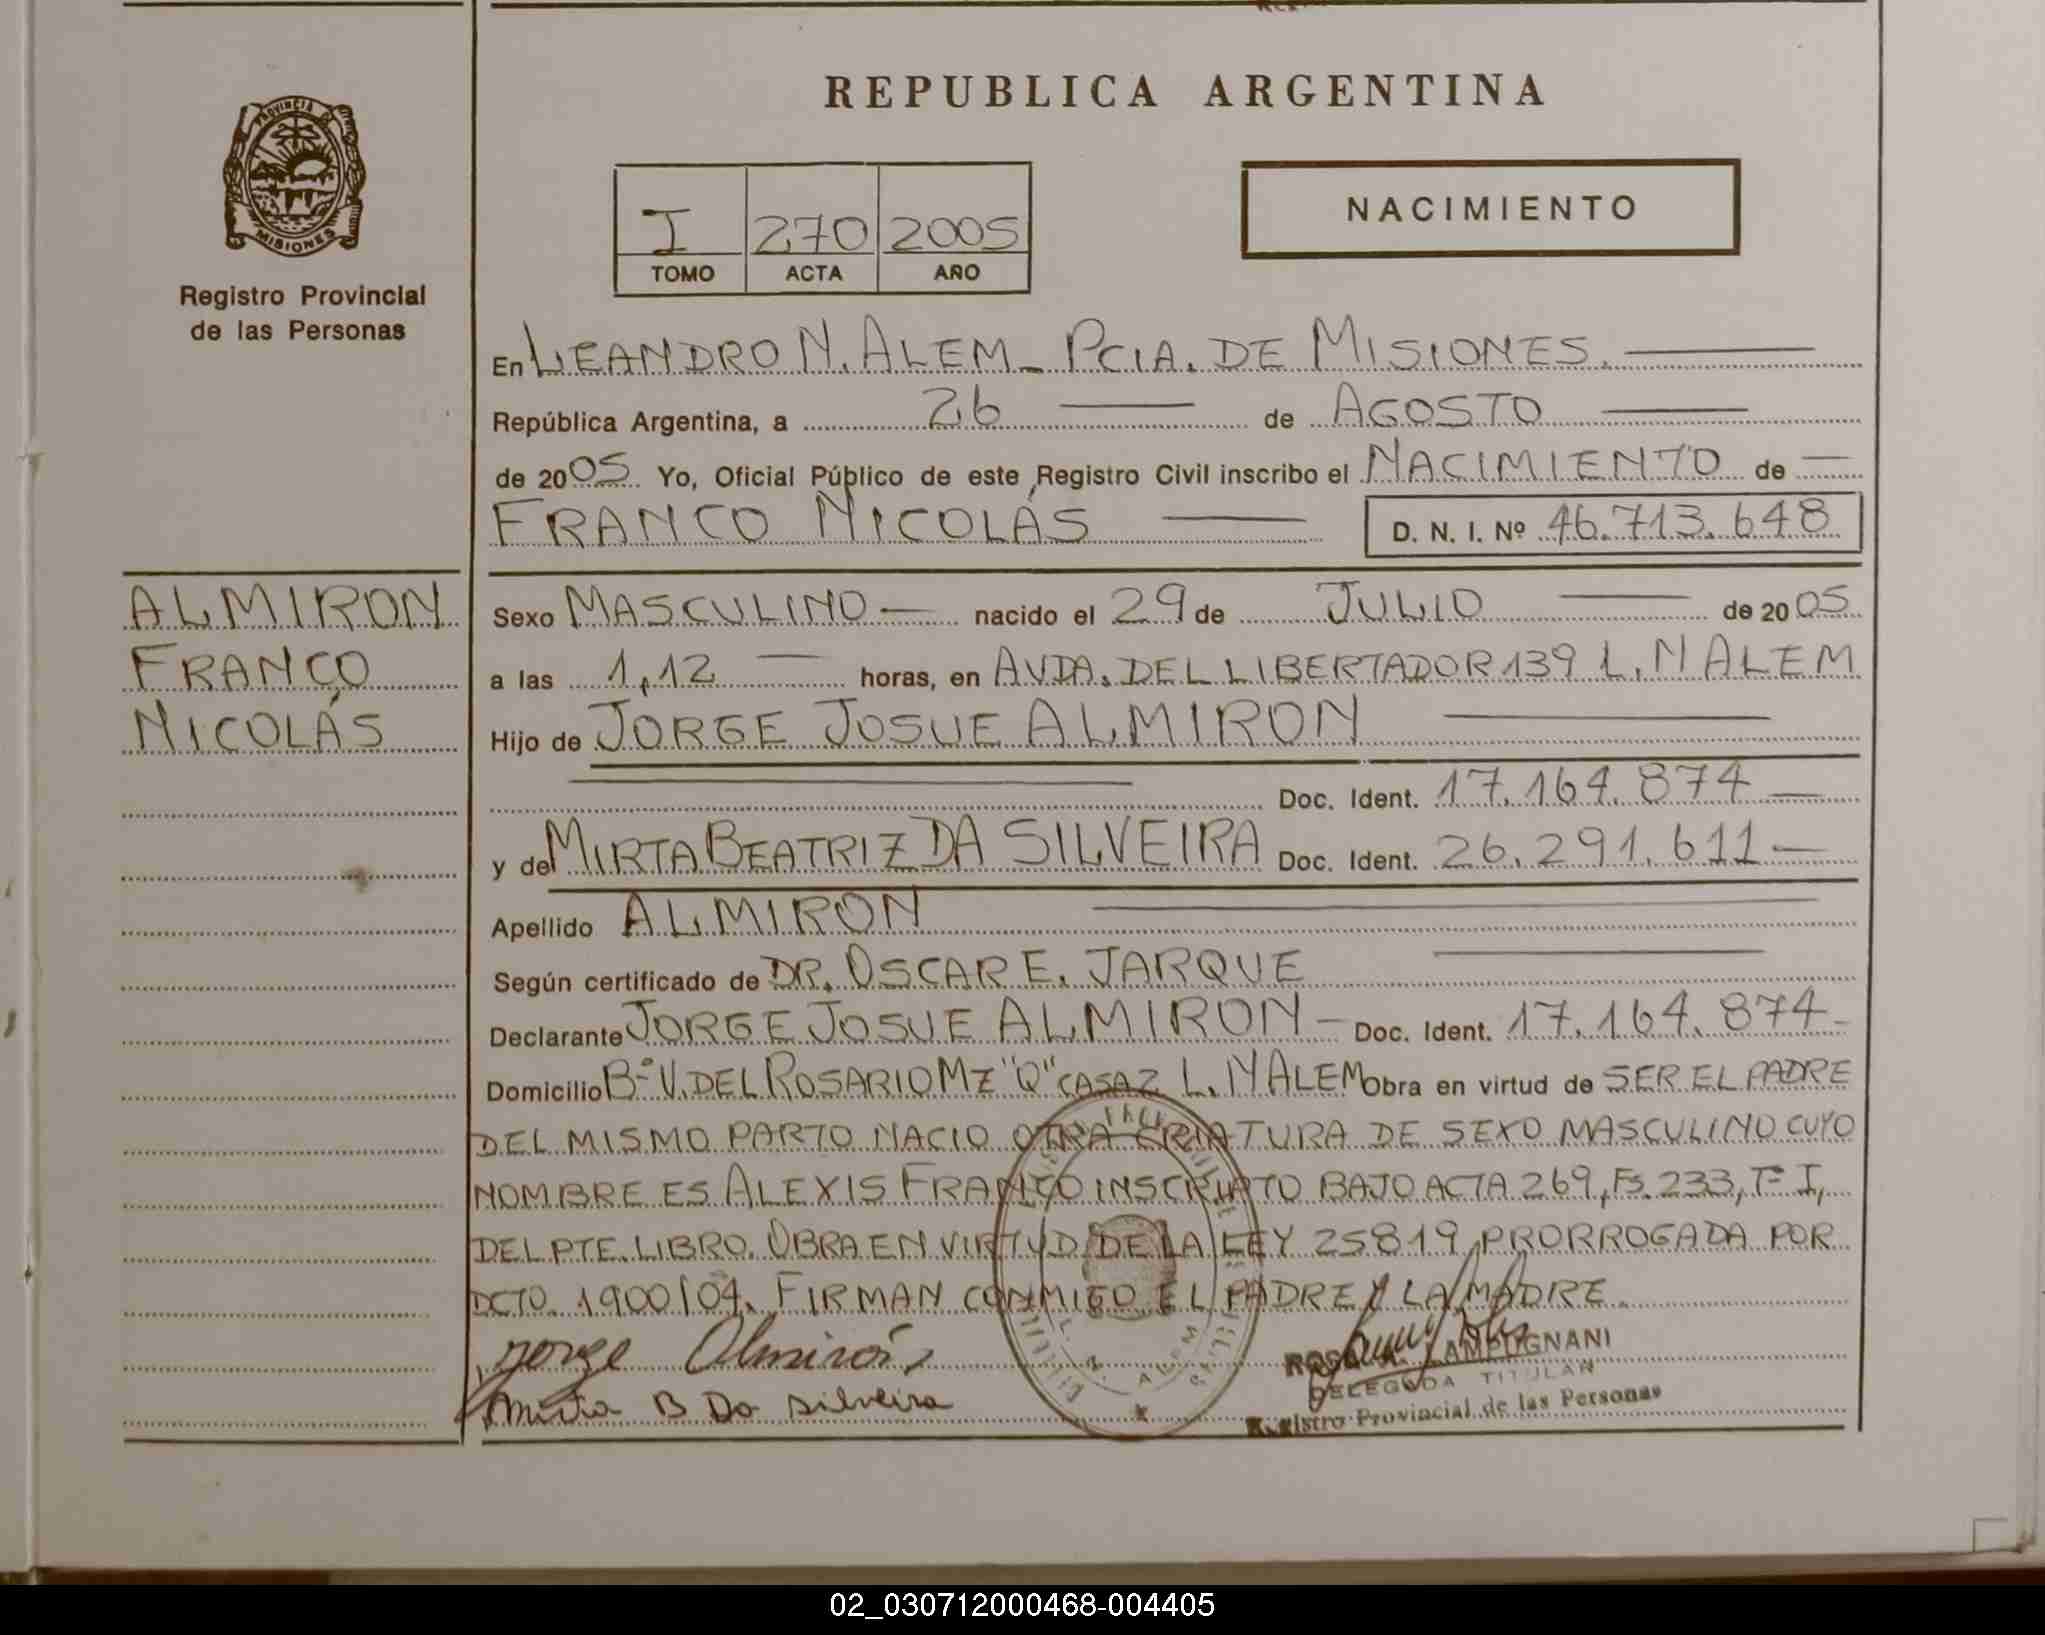 REPUBLICA ARGENTINA
PROVINCIA DE
MISIONES
Registro Provincial
de las Personas
I 270 2005
TOMO ACTA AÑO
NACIMIENTO
En LEANDRO N. ALEM_ PCIA. DE MISIONES.
República Argentina, a 26 de AGOSTO
de 2005 Yo, Oficial Público de este Registro Civil inscribo el NACIMIENTO de
FRANCO NICOLÁS D. N. I. Nº 46.713.648
ALMIRON
FRANCO
NICOLÁS
Sexo MASCULINO nacido el 29 de JULIO de 2005
a las 1,12 horas, en AVDA. DEL LIBERTADOR 139 L. N ALEM
Hijo de JORGE JOSUE ALMIRON
Doc. Ident. 17.164.874
y de MIRTA BEATRIZ DA SILVEIRA Doc. Ident. 26.291.611
Apellido ALMIRON
Según certificado de DR. OSCAR E. JARQUE
Declarante JORGE JOSUE ALMIRON Doc. Ident. 17.164.874
Domicilio Bº V. DEL ROSARIO MZ "Q" CASA 2 L. N ALEM Obra en virtud de SER EL PADRE
DEL MISMO PARTO NACIO OTRA CRIATURA DE SEXO MASCULINO CUYO
NOMBRE ES ALEXIS FRANCO INSCRIPTO BAJO ACTA 269, Fs. 233, Tº I,
DEL PTE. LIBRO. OBRA EN VIRTUD DE LA LEY 25819 PRORROGADA POR
DCTO. 1900/04. FIRMAN CONMIGO EL PADRE Y LA MADRE.
Jorge Almirón
Mirta B Da Silveira
ROSA LAMPUGNANI
DELEGADA TITULAR
Registro Provincial de las Personas
02_030712000468-004405